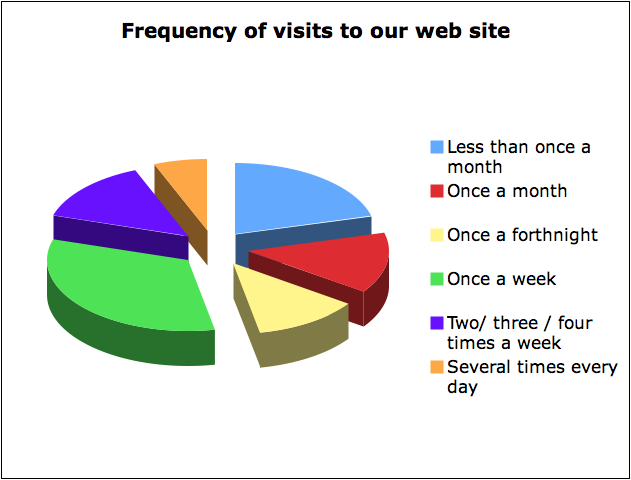 Frequency of visits to our web site
Less than once a
month
Once a month
Once a forthnight
Once a week
Two/ three / four
times a week
Several times every
day